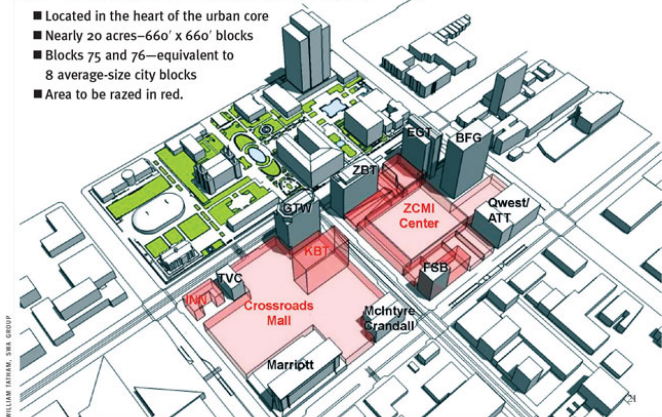 ■ Located in the heart of the urban core
■ Nearly 20 acres–660′ x 660′ blocks
■ Blocks 75 and 76—equivalent to
8 average-size city blocks
■ Area to be razed in red.
EGT
BFG
ZBT
ZCMI
Center
Qwest/
ATT
GTW
KBT
FSB
TVC
INN
Crossroads
Mall
McIntyre
Crandall
Marriott
WILLIAM TATHAM, SWA GROUP
21